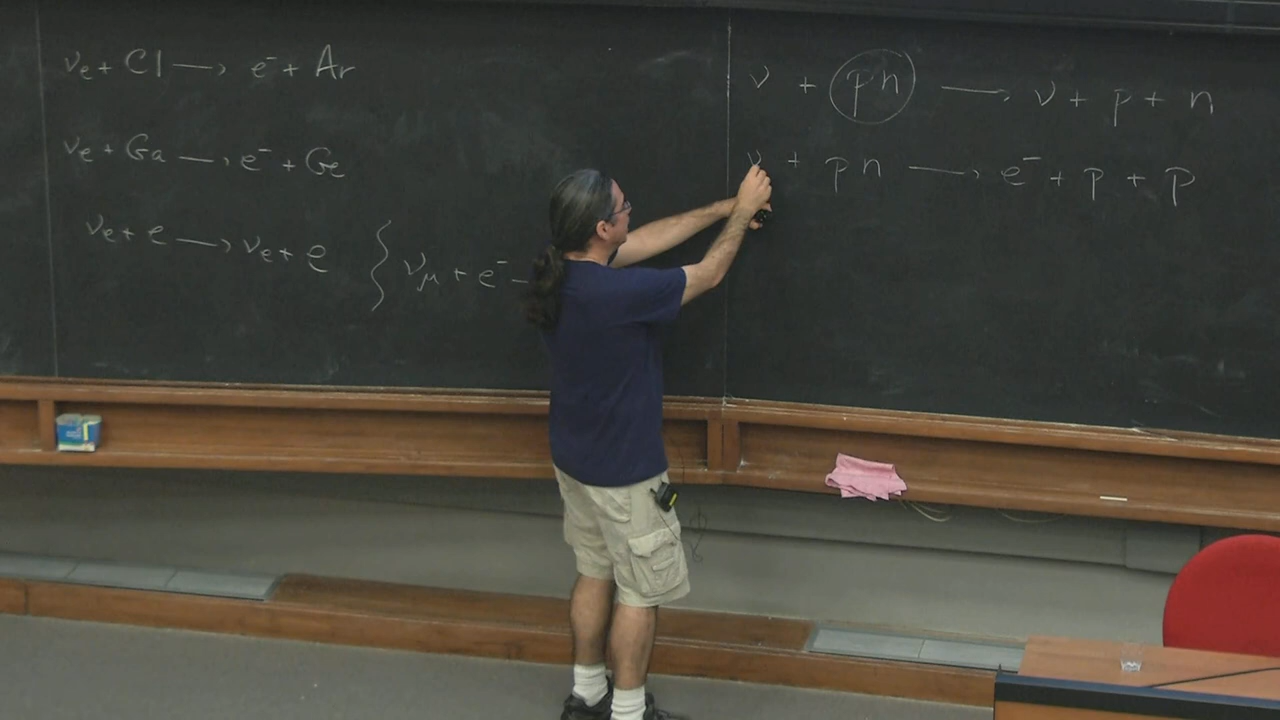 νe + Cl ⟶ e⁻ + Ar
νe + Ga ⟶ e⁻ + Ge
νe + e ⟶ νe + e { νμ + e⁻ –
ν + (pn) ⟶ ν + p + n
ν + pn ⟶ e⁻ + p + p